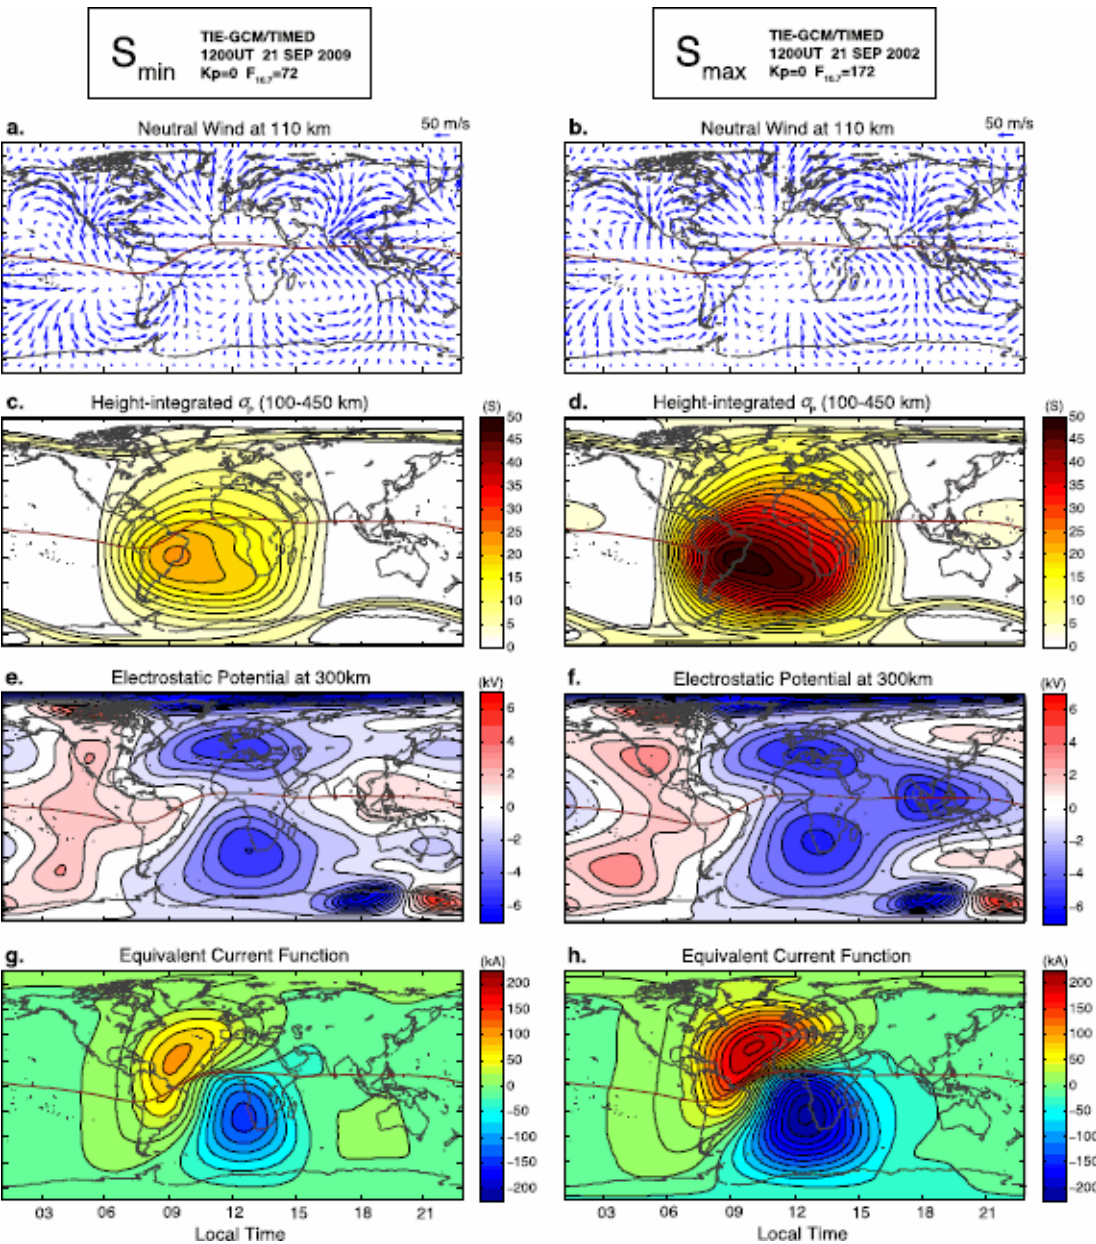 S min
TIE-GCM/TIMED
1200UT 21 SEP 2009
Kp=0 F10.7=72
S max
TIE-GCM/TIMED
1200UT 21 SEP 2002
Kp=0 F10.7=172
a. Neutral Wind at 110 km 50 m/s
b. Neutral Wind at 110 km 50 m/s
c. Height-integrated σP (100-450 km) (S)
50
45
40
35
30
25
20
15
10
5
0
d. Height-integrated σP (100-450 km) (S)
50
45
40
35
30
25
20
15
10
5
0
e. Electrostatic Potential at 300km (kV)
6
4
2
0
−2
−4
−6
f. Electrostatic Potential at 300km (kV)
6
4
2
0
−2
−4
−6
g. Equivalent Current Function (kA)
200
150
100
50
0
−50
−100
−150
−200
03 06 09 12 15 18 21
Local Time
h. Equivalent Current Function (kA)
200
150
100
50
0
−50
−100
−150
−200
03 06 09 12 15 18 21
Local Time